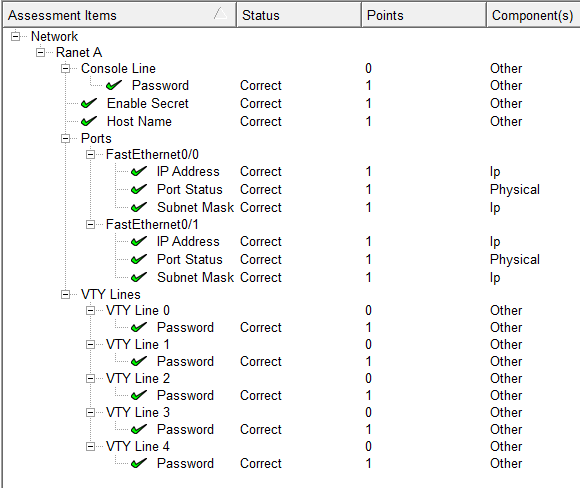 Assessment Items Status Points Component(s)
Network
Ranet A
Console Line 0 Other
Password Correct 1 Other
Enable Secret Correct 1 Other
Host Name Correct 1 Other
Ports
FastEthernet0/0
IP Address Correct 1 Ip
Port Status Correct 1 Physical
Subnet Mask Correct 1 Ip
FastEthernet0/1
IP Address Correct 1 Ip
Port Status Correct 1 Physical
Subnet Mask Correct 1 Ip
VTY Lines
VTY Line 0 0 Other
Password Correct 1 Other
VTY Line 1 0 Other
Password Correct 1 Other
VTY Line 2 0 Other
Password Correct 1 Other
VTY Line 3 0 Other
Password Correct 1 Other
VTY Line 4 0 Other
Password Correct 1 Other